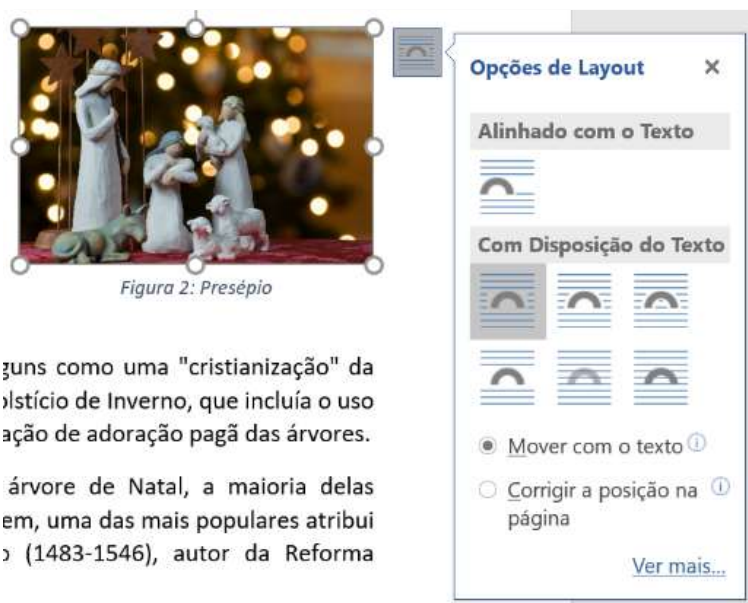 Opções de Layout
Alinhado com o Texto
Com Disposição do Texto
Mover com o texto
Corrigir a posição na
página
Ver mais...
Figura 2: Presépio
guns como uma "cristianização" da
olstício de Inverno, que incluía o uso
ação de adoração pagã das árvores.
árvore de Natal, a maioria delas
em, uma das mais populares atribui
o (1483-1546), autor da Reforma